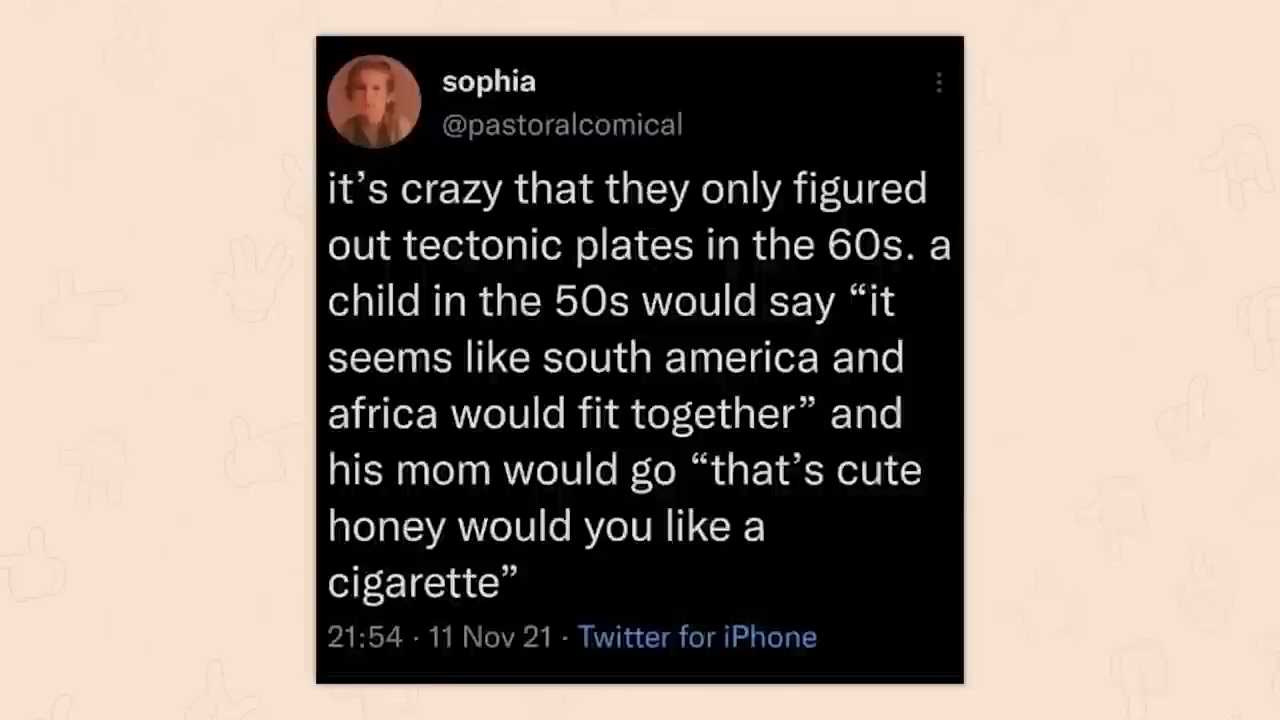 sophia
@pastoralcomical
it’s crazy that they only figured
out tectonic plates in the 60s. a
child in the 50s would say “it
seems like south america and
africa would fit together” and
his mom would go “that’s cute
honey would you like a
cigarette”
21:54 · 11 Nov 21 · Twitter for iPhone